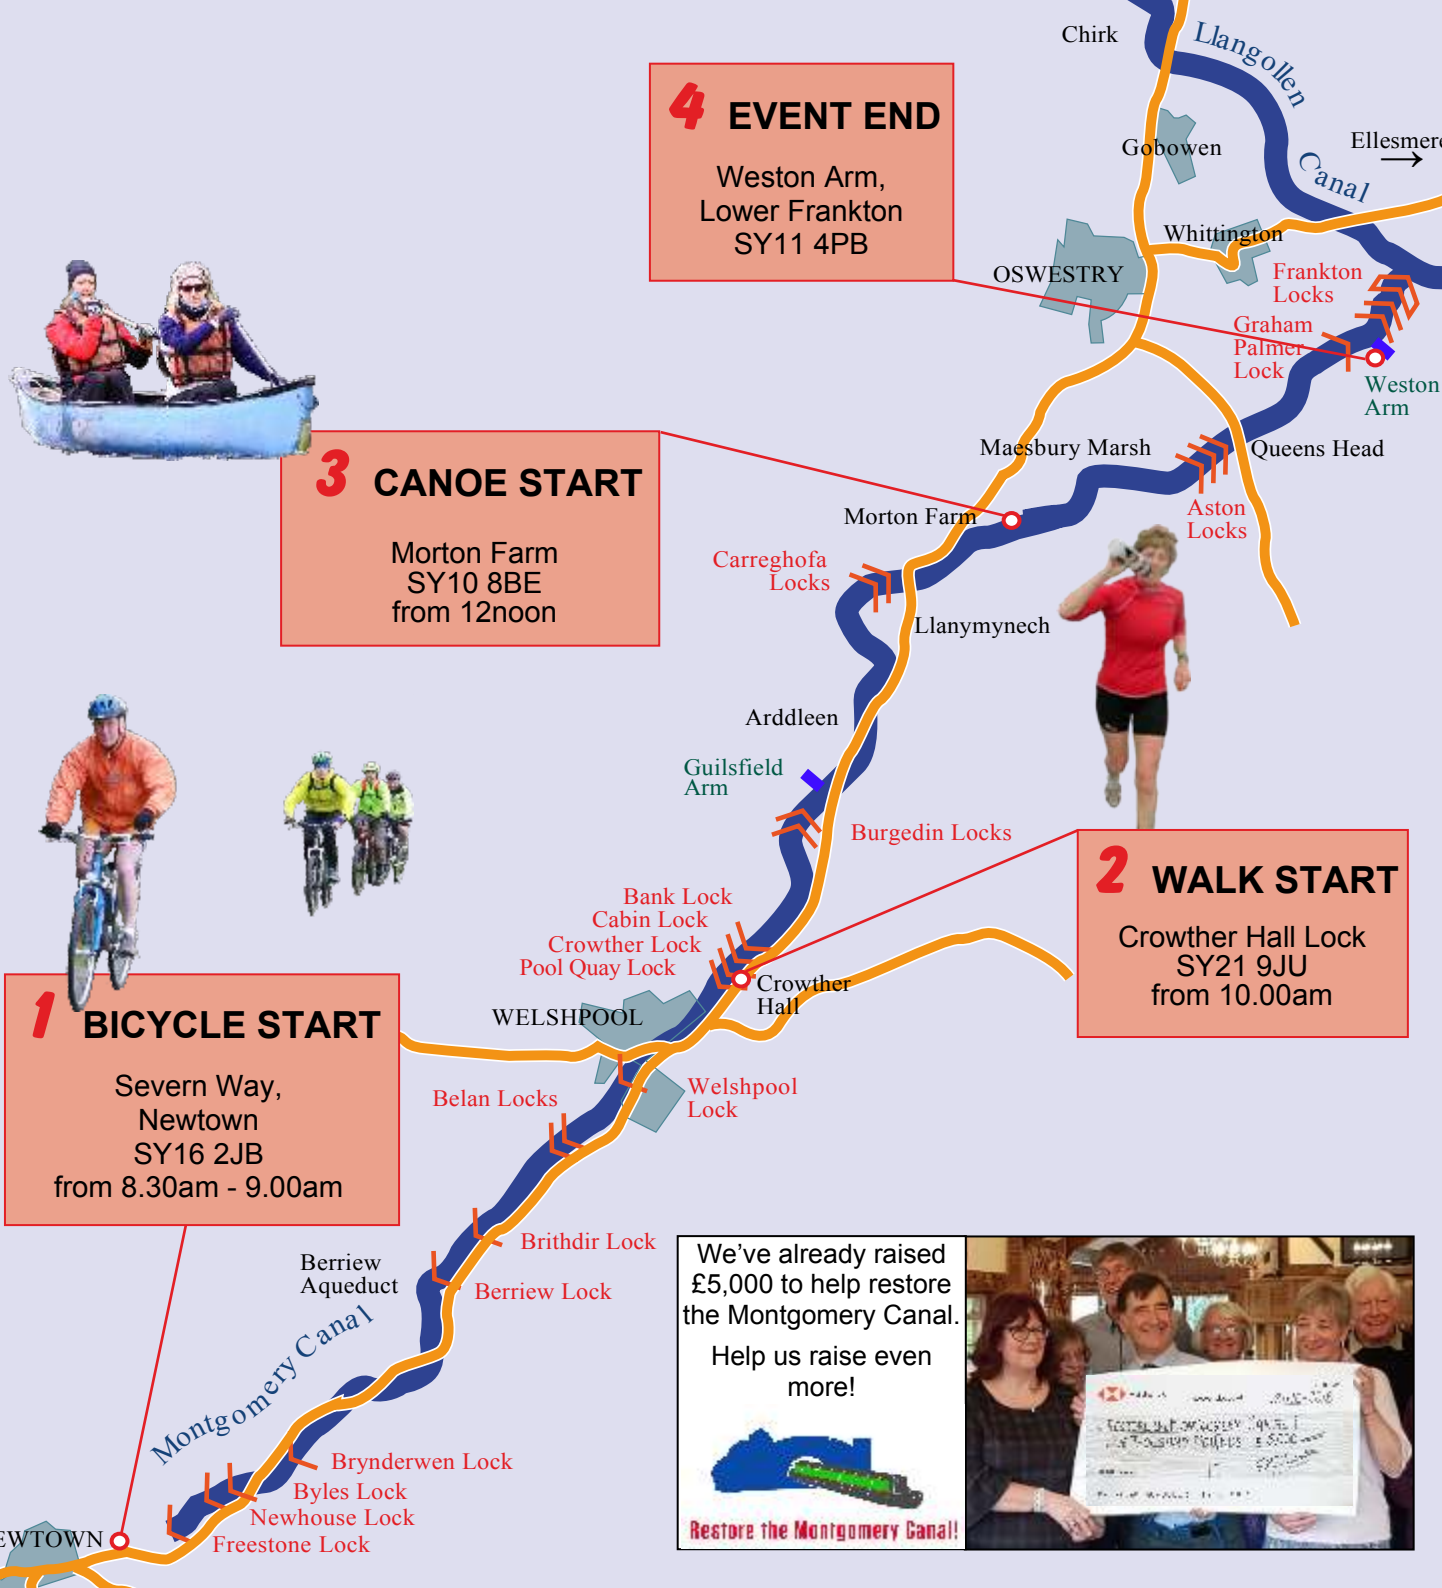 Chirk
Llangollen
Canal
Gobowen
Ellesmere
→
4 EVENT END
Weston Arm,
Lower Frankton
SY11 4PB
Whittington
OSWESTRY
Frankton
Locks
Graham
Palmer
Lock
Weston
Arm
Maesbury Marsh
Queens Head
3 CANOE START
Morton Farm
SY10 8BE
from 12noon
Morton Farm
Aston
Locks
Carreghofa
Locks
Llanymynech
Arddleen
Guilsfield
Arm
Burgedin Locks
2 WALK START
Crowther Hall Lock
SY21 9JU
from 10.00am
Bank Lock
Cabin Lock
Crowther Lock
Pool Quay Lock
Crowther
Hall
WELSHPOOL
1 BICYCLE START
Severn Way,
Newtown
SY16 2JB
from 8.30am - 9.00am
Belan Locks
Welshpool
Lock
Brithdir Lock
Berriew
Aqueduct
Berriew Lock
Montgomery Canal
Brynderwen Lock
Byles Lock
Newhouse Lock
Freestone Lock
EWTOWN
We've already raised
£5,000 to help restore
the Montgomery Canal.
Help us raise even
more!
Restore the Montgomery Canal!